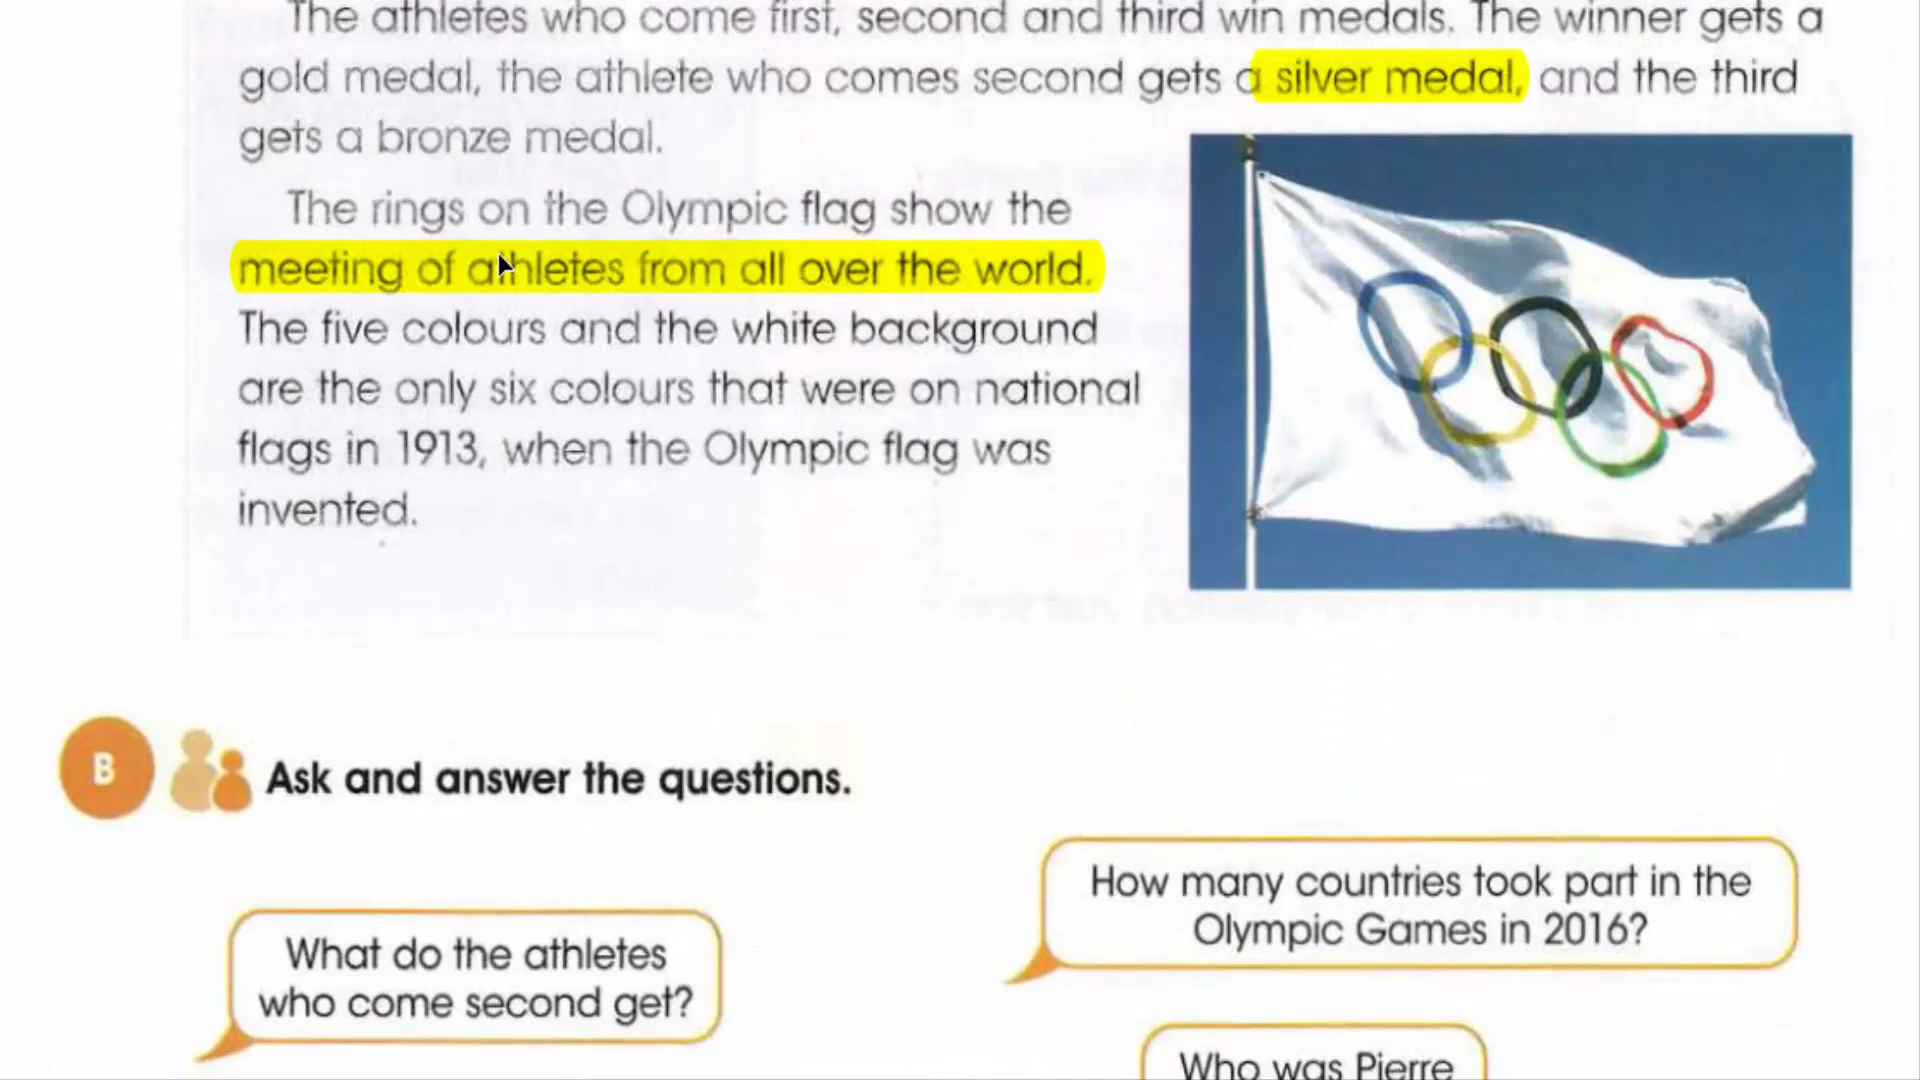 The athletes who come first, second and third win medals. The winner gets a
gold medal, the athlete who comes second gets a silver medal, and the third
gets a bronze medal.
The rings on the Olympic flag show the
meeting of athletes from all over the world.
The five colours and the white background
are the only six colours that were on national
flags in 1913, when the Olympic flag was
invented.
B Ask and answer the questions.
How many countries took part in the
Olympic Games in 2016?
What do the athletes
who come second get?
Who was Pierre